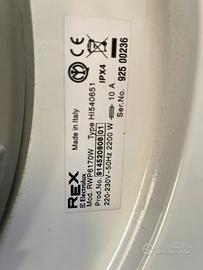 REX
Electrolux
Mod. RWP6170W Type HI540651
Prod.No. 914520808 01
220-230V~50Hz 2200 W 10 A
Made in Italy
IPX4
Ser.No. 925 00236
subito